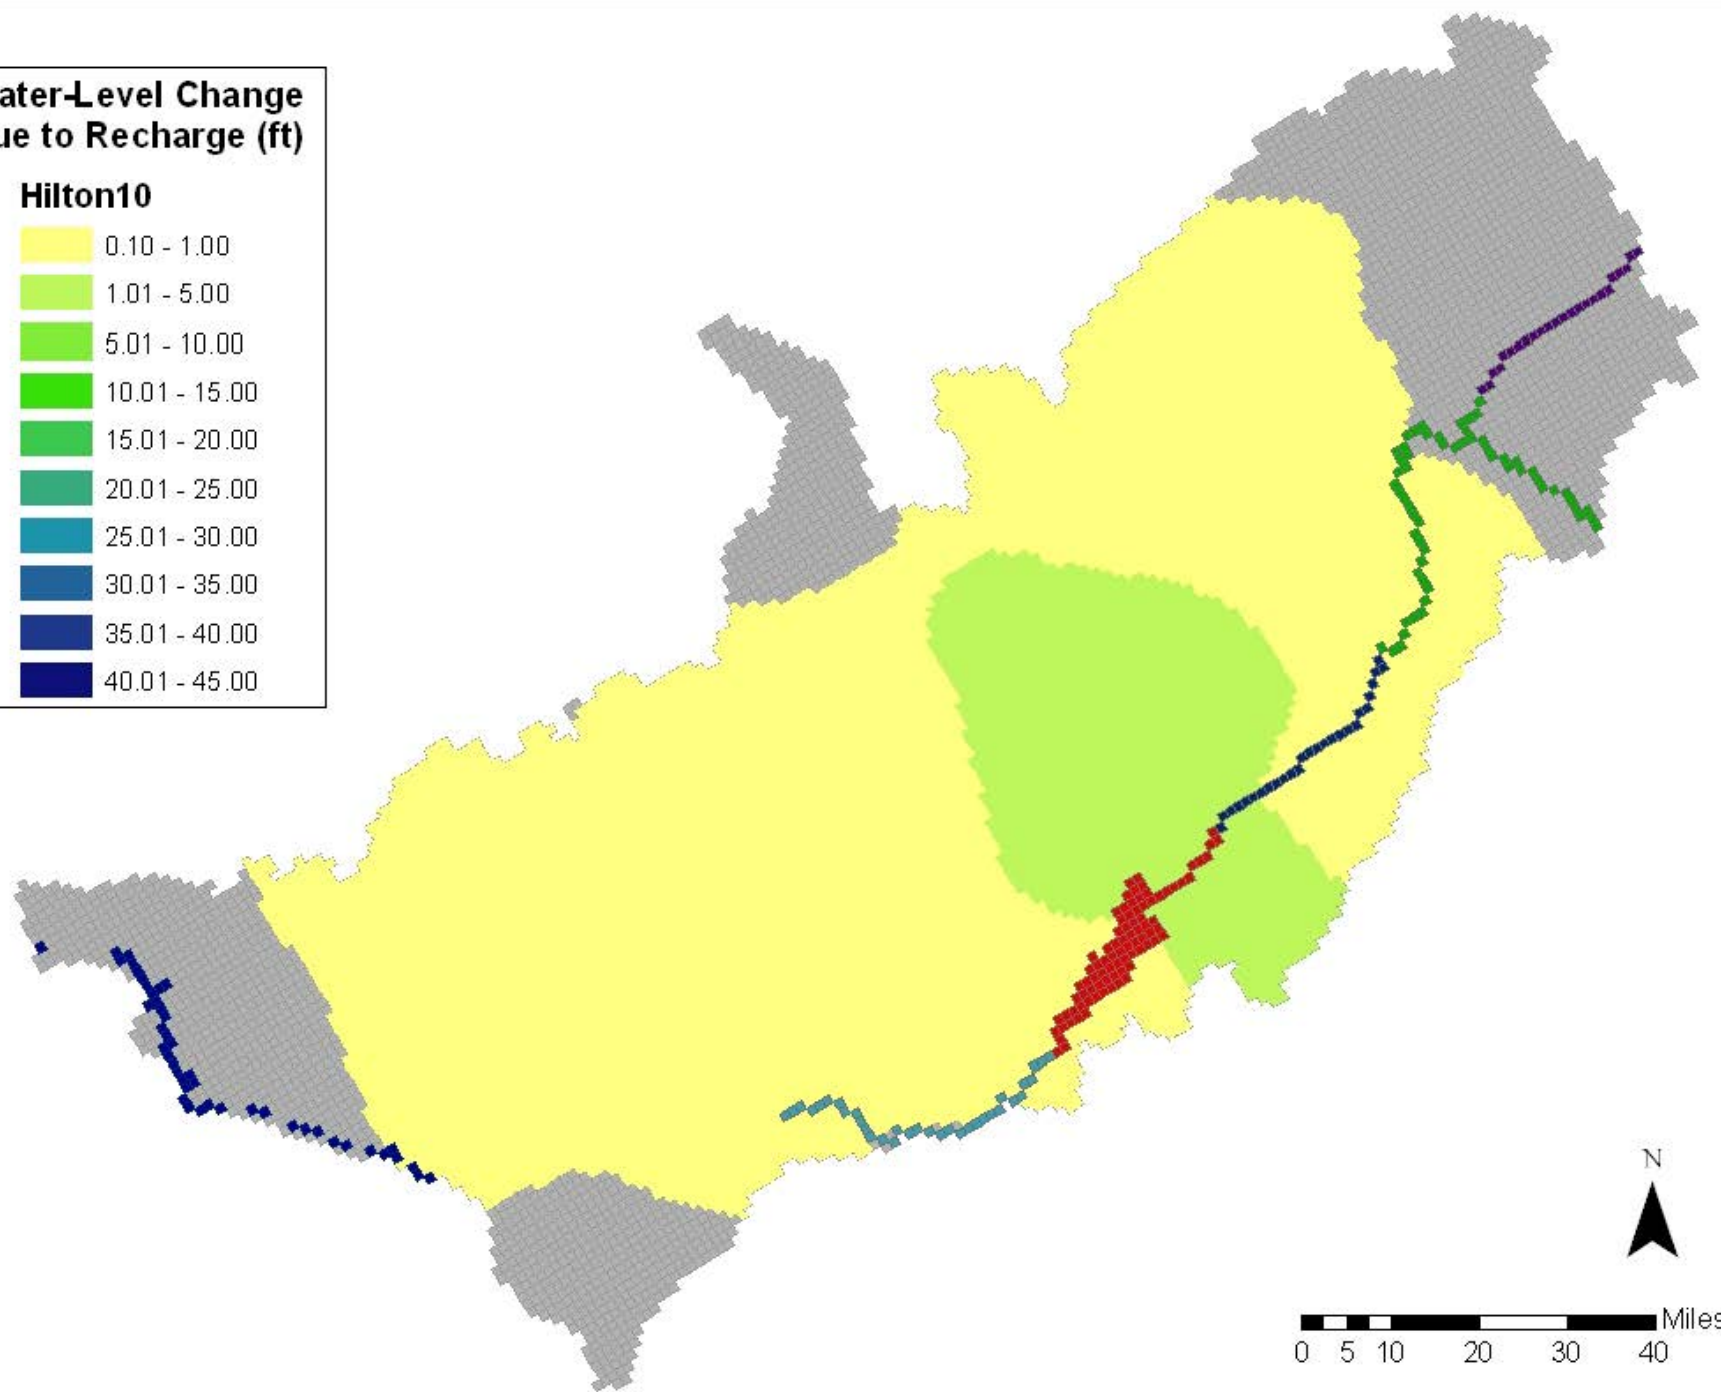 ater-Level Change
ue to Recharge (ft)
Hilton10
0.10 - 1.00
1.01 - 5.00
5.01 - 10.00
10.01 - 15.00
15.01 - 20.00
20.01 - 25.00
25.01 - 30.00
30.01 - 35.00
35.01 - 40.00
40.01 - 45.00
N
Miles
0 5 10 20 30 40